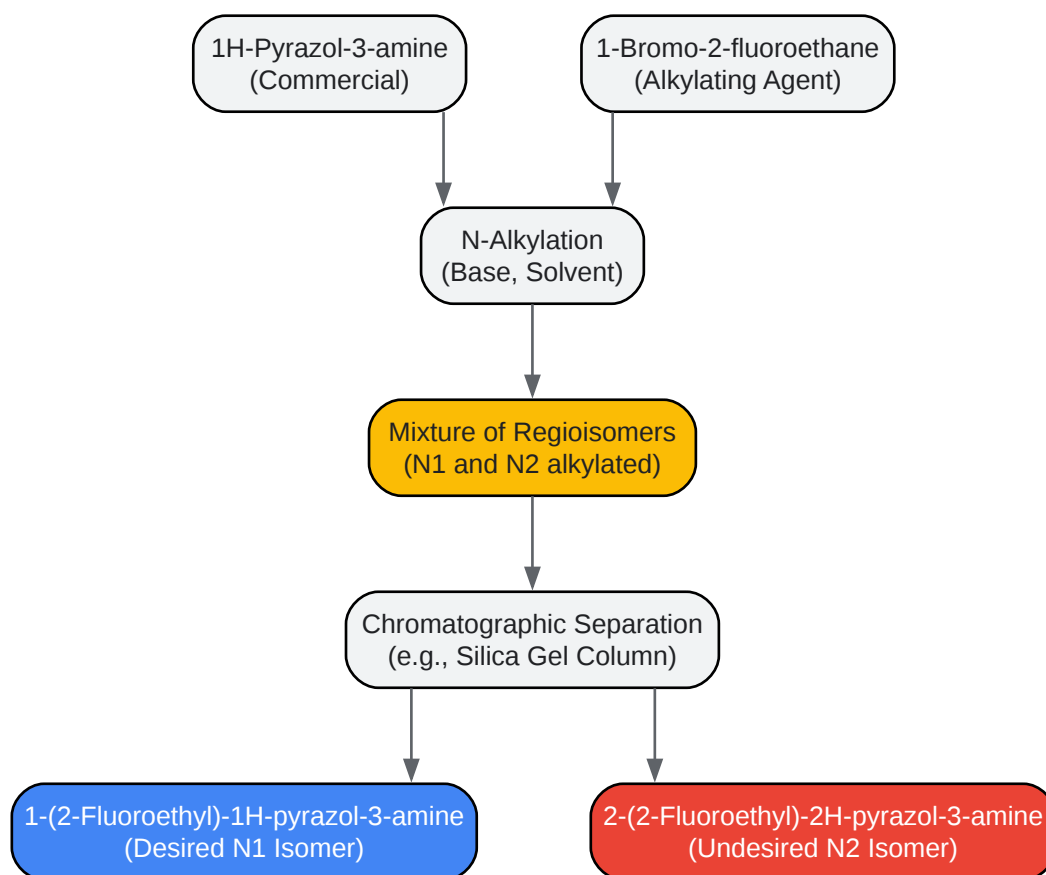 1H-Pyrazol-3-amine
(Commercial)
1-Bromo-2-fluoroethane
(Alkylating Agent)
N-Alkylation
(Base, Solvent)
Mixture of Regioisomers
(N1 and N2 alkylated)
Chromatographic Separation
(e.g., Silica Gel Column)
1-(2-Fluoroethyl)-1H-pyrazol-3-amine
(Desired N1 Isomer)
2-(2-Fluoroethyl)-2H-pyrazol-3-amine
(Undesired N2 Isomer)